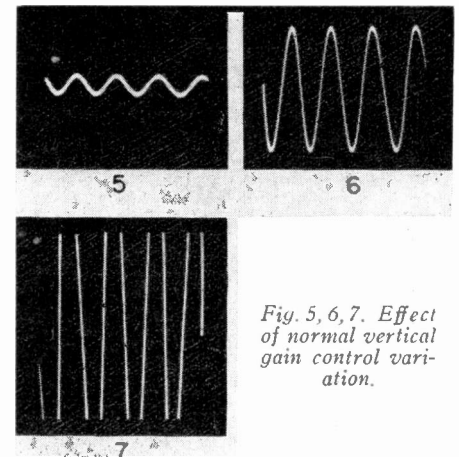 5
6
7
Fig. 5, 6, 7. Effect
of normal vertical
gain control vari-
ation.